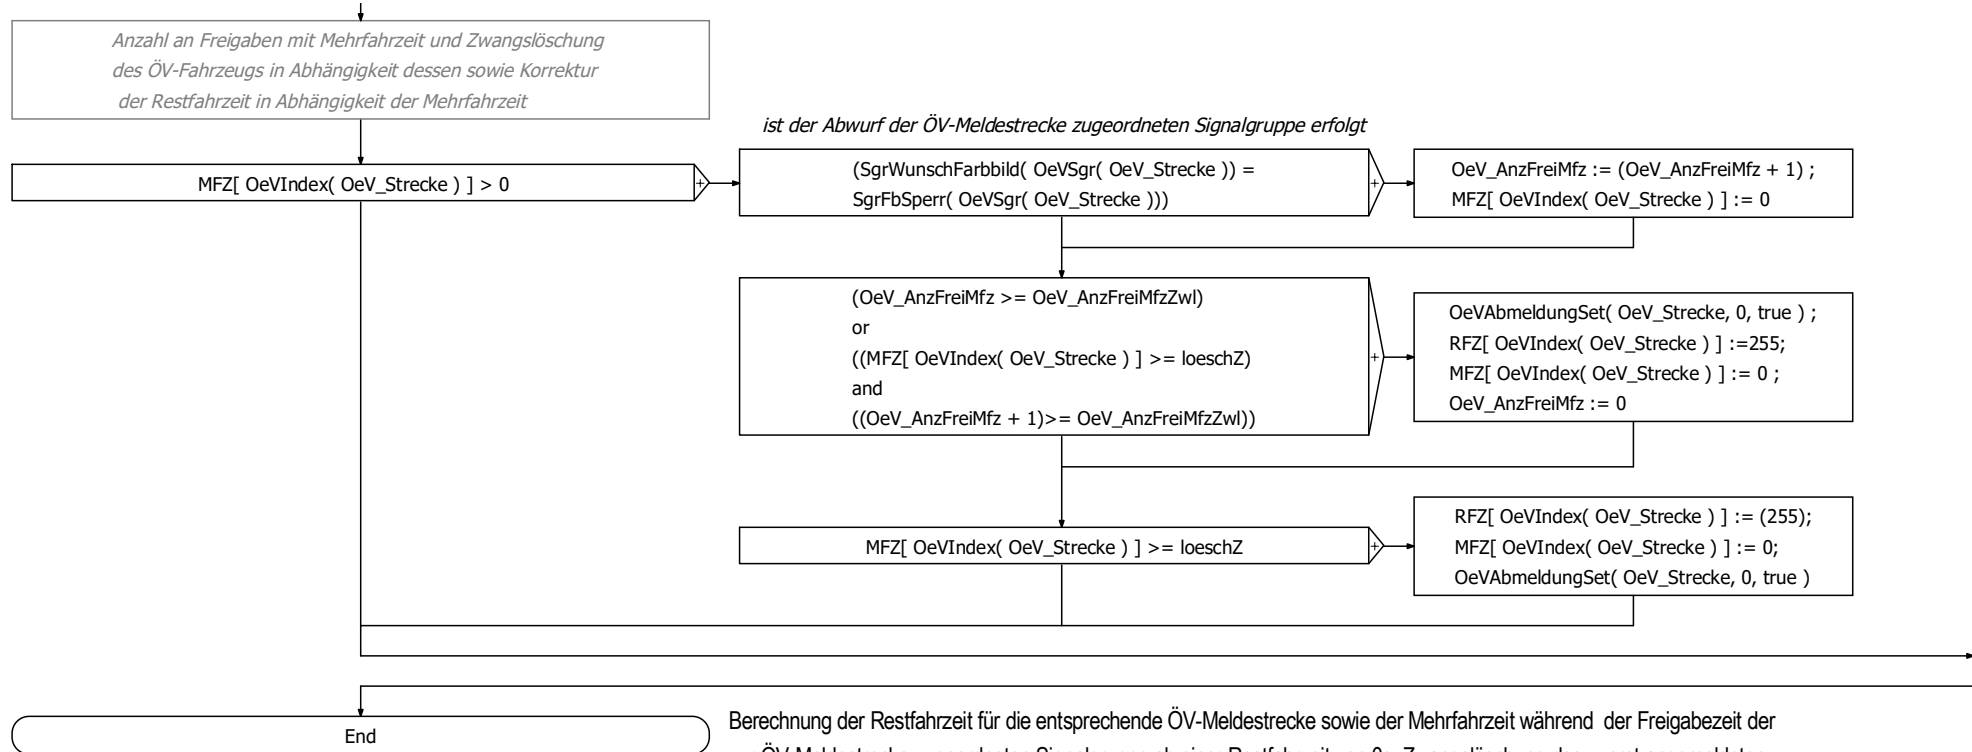 Anzahl an Freigaben mit Mehrfahrzeit und Zwangslöschung
des ÖV-Fahrzeugs in Abhängigkeit dessen sowie Korrektur
der Restfahrzeit in Abhängigkeit der Mehrfahrzeit
ist der Abwurf der ÖV-Meldestrecke zugeordneten Signalgruppe erfolgt
MFZ[ OeVIndex( OeV_Strecke ) ] > 0
+
(SgrWunschFarbbild( OeVSgr( OeV_Strecke )) =
SgrFbSperr( OeVSgr( OeV_Strecke )))
+
OeV_AnzFreiMfz := (OeV_AnzFreiMfz + 1) ;
MFZ[ OeVIndex( OeV_Strecke ) ] := 0
(OeV_AnzFreiMfz >= OeV_AnzFreiMfzZwl)
or
((MFZ[ OeVIndex( OeV_Strecke ) ] >= loeschZ)
and
((OeV_AnzFreiMfz + 1)>= OeV_AnzFreiMfzZwl))
+
OeVAbmeldungSet( OeV_Strecke, 0, true ) ;
RFZ[ OeVIndex( OeV_Strecke ) ] :=255;
MFZ[ OeVIndex( OeV_Strecke ) ] := 0 ;
OeV_AnzFreiMfz := 0
MFZ[ OeVIndex( OeV_Strecke ) ] >= loeschZ
+
RFZ[ OeVIndex( OeV_Strecke ) ] := (255);
MFZ[ OeVIndex( OeV_Strecke ) ] := 0;
OeVAbmeldungSet( OeV_Strecke, 0, true )
End
Berechnung der Restfahrzeit für die entsprechende ÖV-Meldestrecke sowie der Mehrfahrzeit während der Freigabezeit der